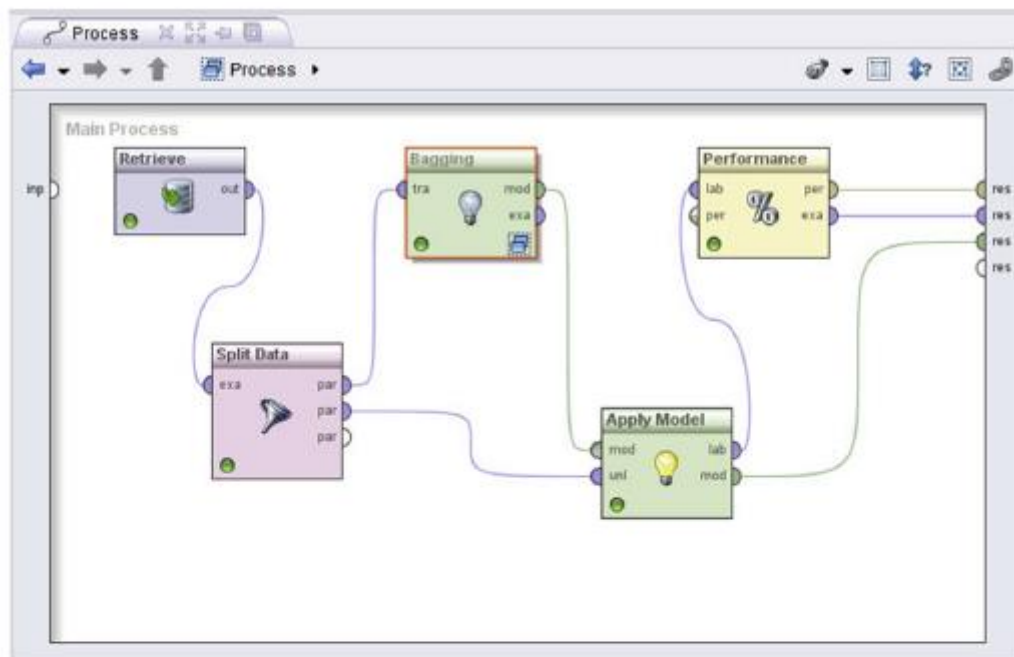 Process
Process
Main Process
inp
Retrieve
out
Bagging
tra
mod
exa
Performance
lab
per
per
exa
res
res
res
res
Split Data
exa
par
par
par
Apply Model
mod
unl
lab
mod